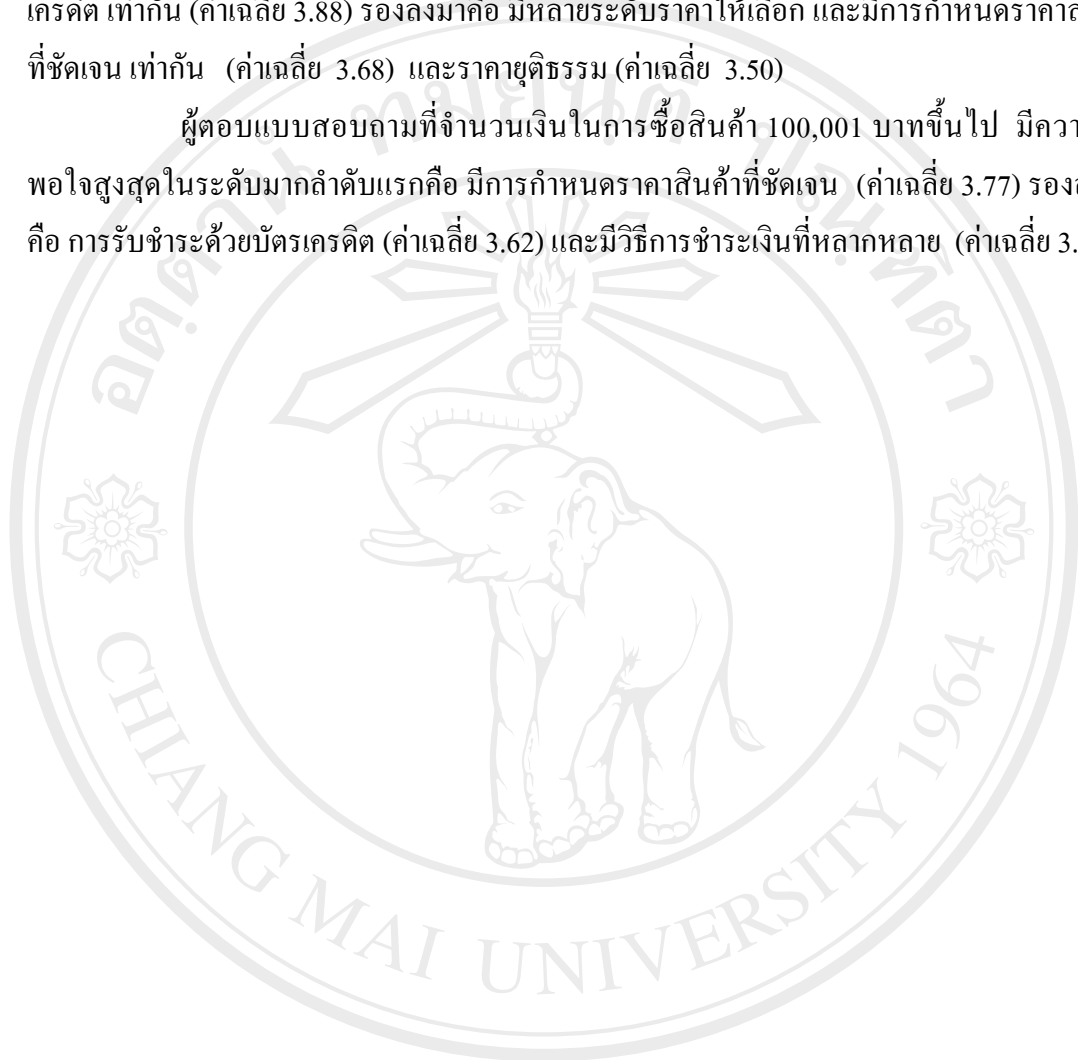 เครดิต เท่ากัน (ค่าเฉลี่ย 3.88) รองลงมาคือ มีหลายระดับราคาให้เลือก และมีการกำหนดราคา
ที่ชัดเจน เท่ากัน (ค่าเฉลี่ย 3.68) และราคายุติธรรม (ค่าเฉลี่ย 3.50)
ผู้ตอบแบบสอบถามที่จำนวนเงินในการซื้อสินค้า 100,001 บาทขึ้นไป มีความ
พอใจสูงสุดในระดับมากลำดับแรกคือ มีการกำหนดราคาสินค้าที่ชัดเจน (ค่าเฉลี่ย 3.77)
คือ การรับชำระด้วยบัตรเครดิต (ค่าเฉลี่ย 3.62) และมีวิธีการชำระเงินที่หลากหลาย (ค่าเฉลี่ย 3.
CHIANG MAI UNIVERSITY 1964